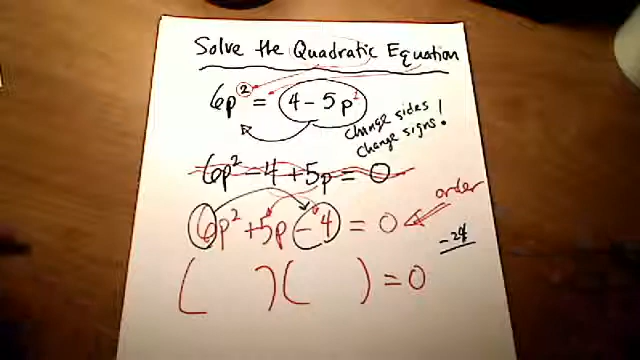 Solve the Quadratic Equation
6p² = 4 - 5p¹
change sides
change signs!
6p² - 4 + 5p = 0
order
6p² + 5p - 4 = 0
-24
(      )(      ) = 0